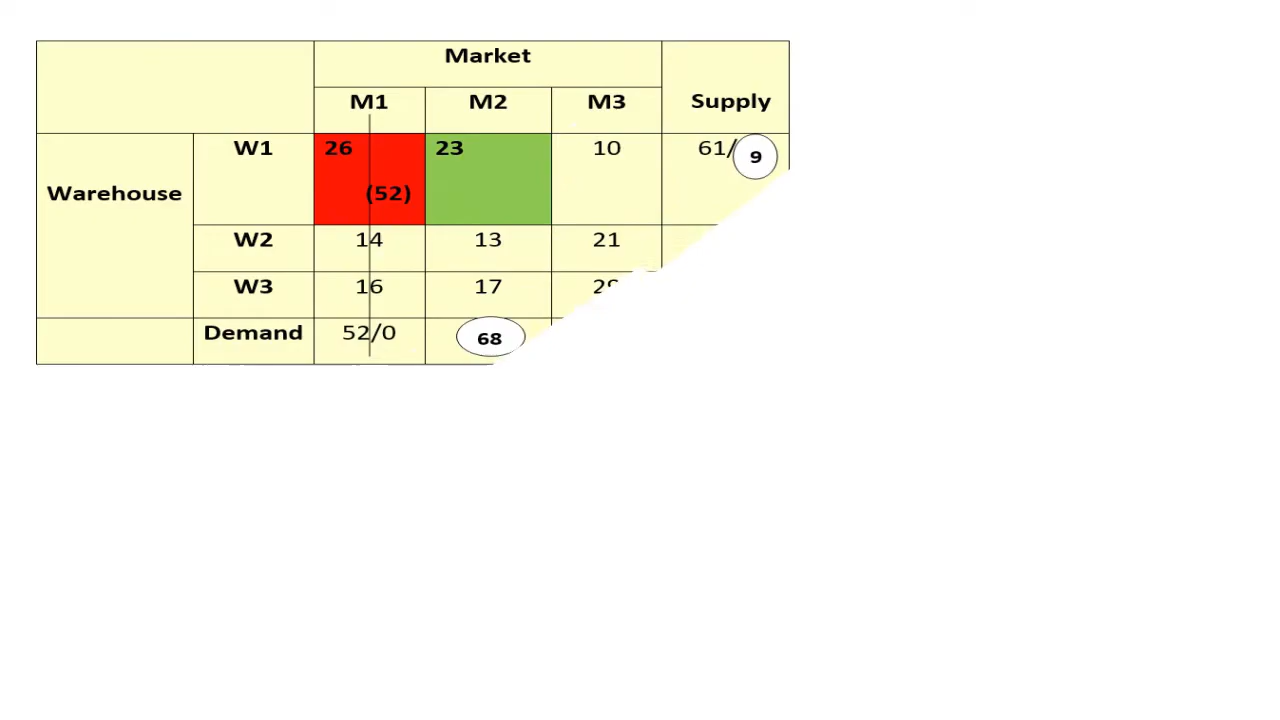 Market
M1 M2 M3 Supply
Warehouse W1 26 (52) 23 10 61/ 9
W2 14 13 21
W3 16 17
Demand 52/0 68